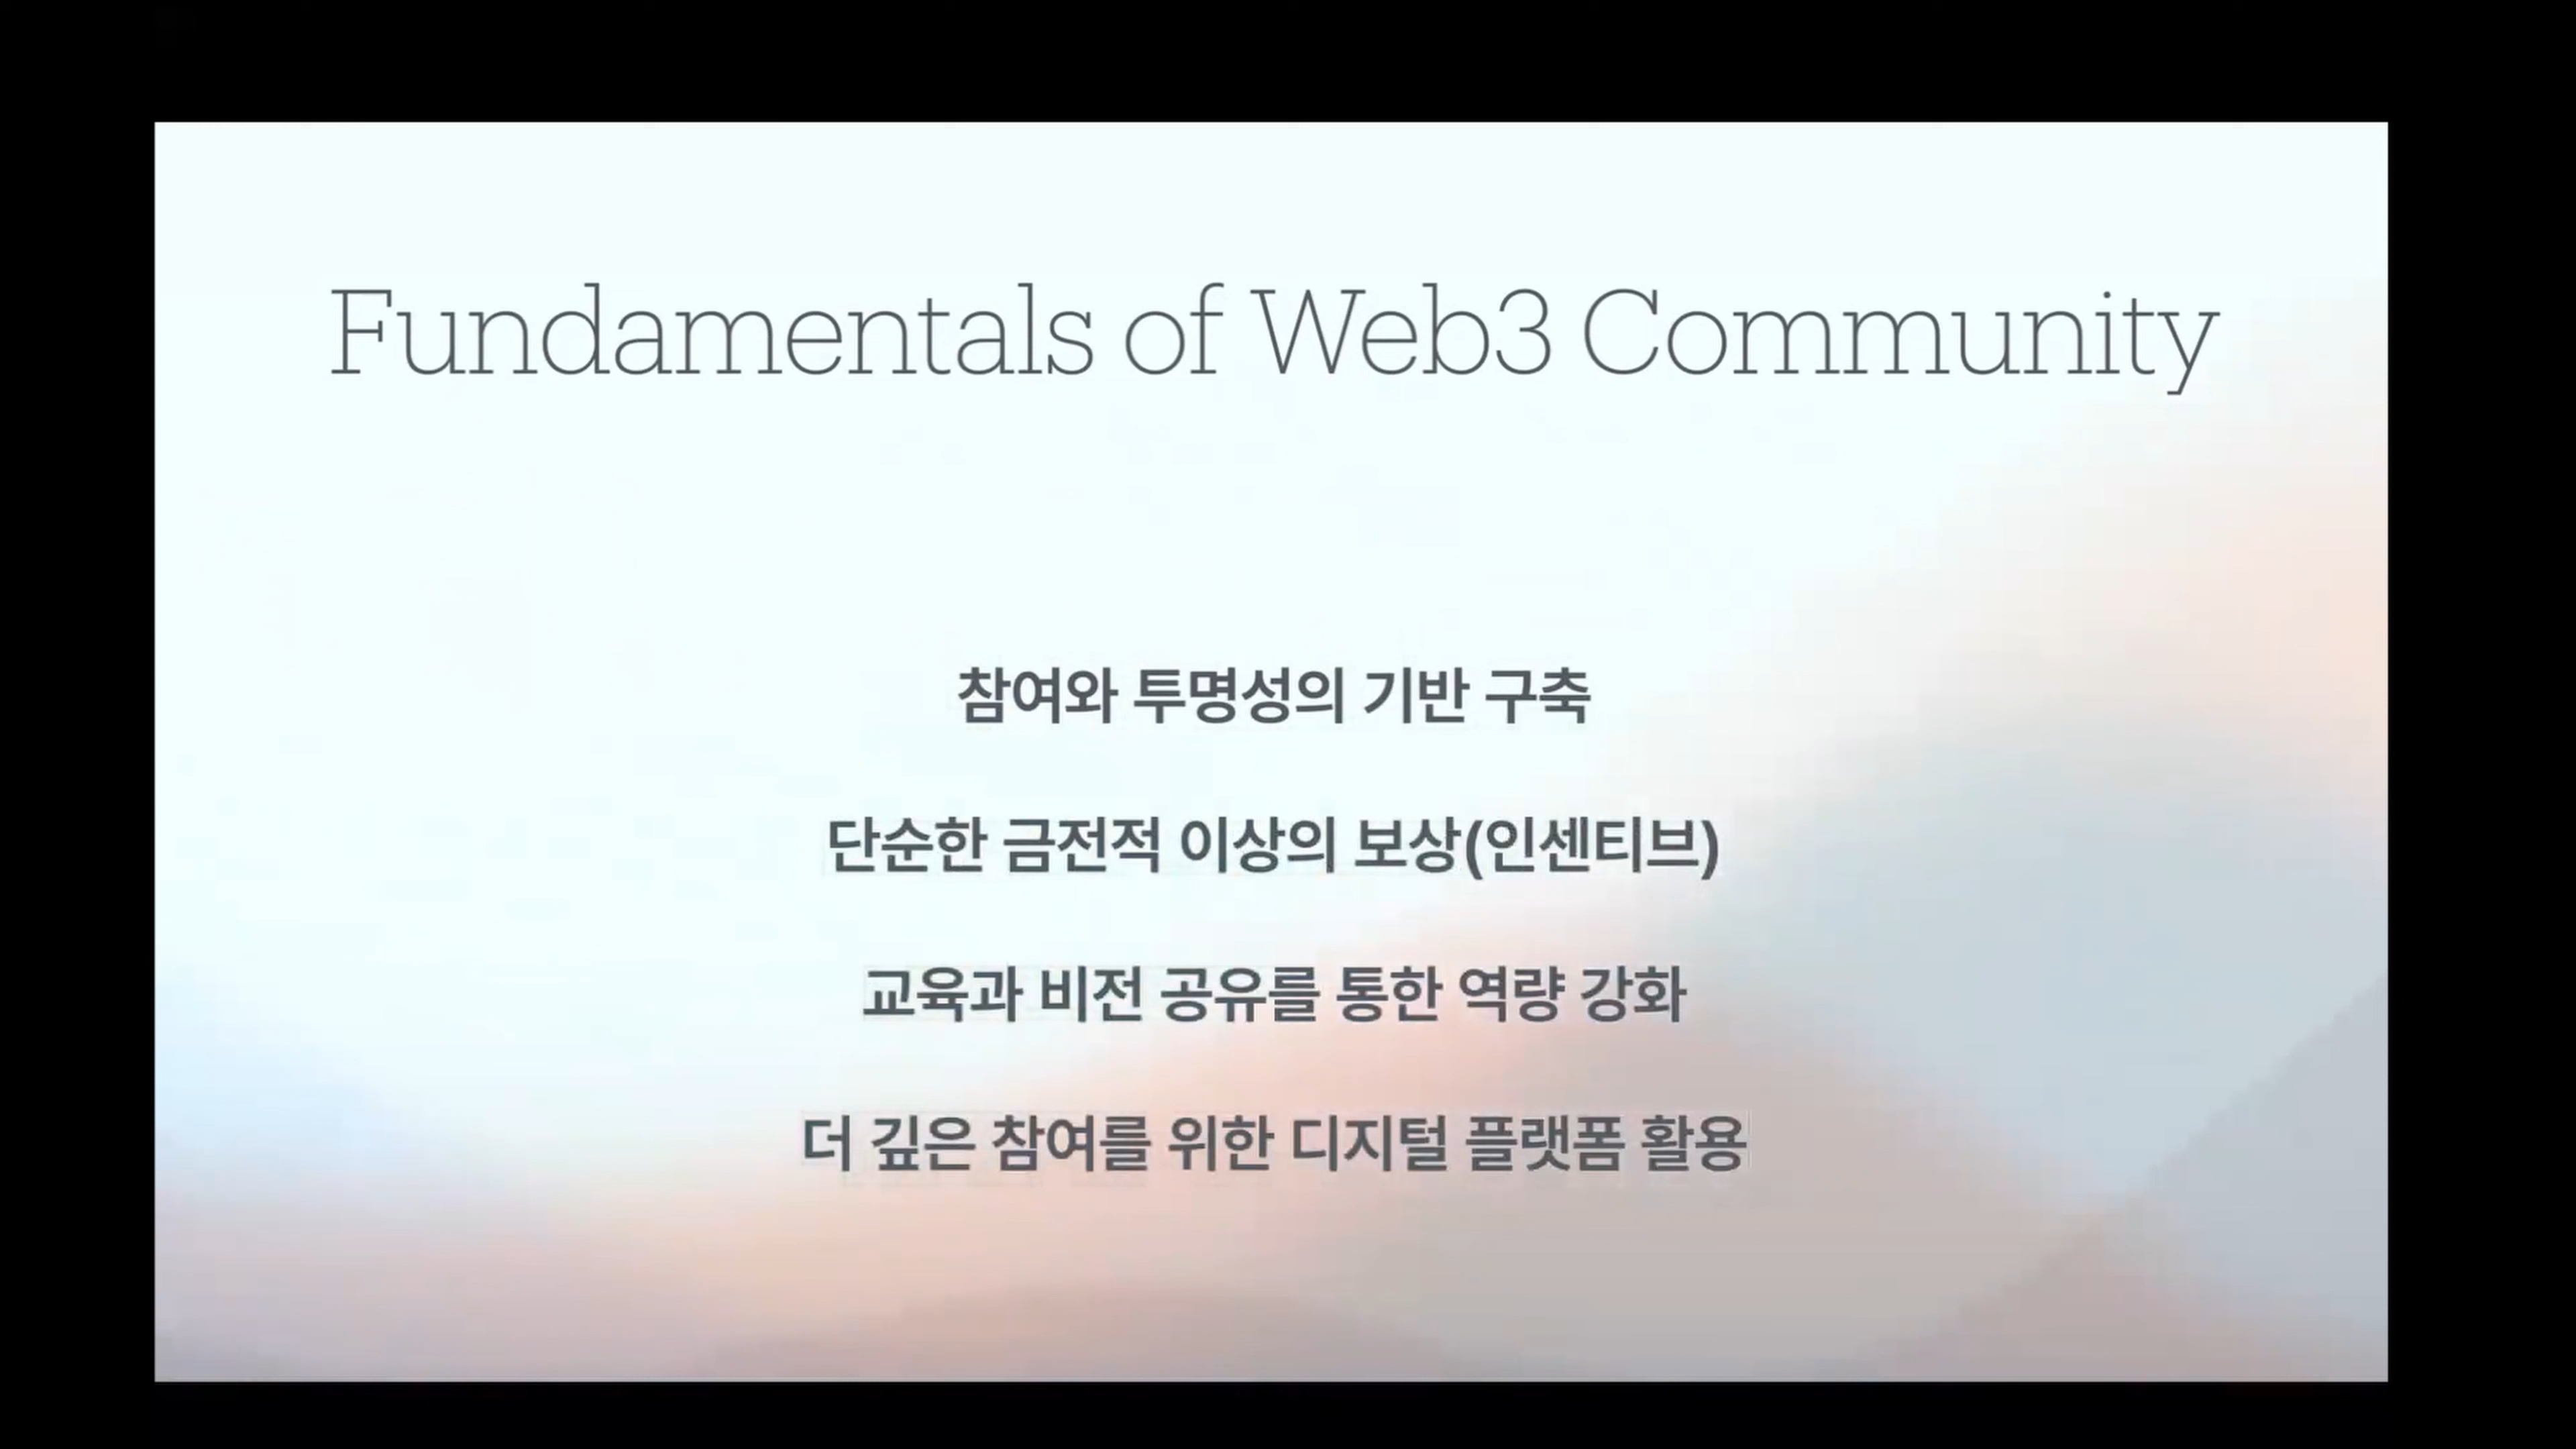 Fundamentals of Web3 Community
참여와 투명성의 기반 구축
단순한 금전적 이상의 보상(인센티브)
교육과 비전 공유를 통한 역량 강화
더 깊은 참여를 위한 디지털 플랫폼 활용